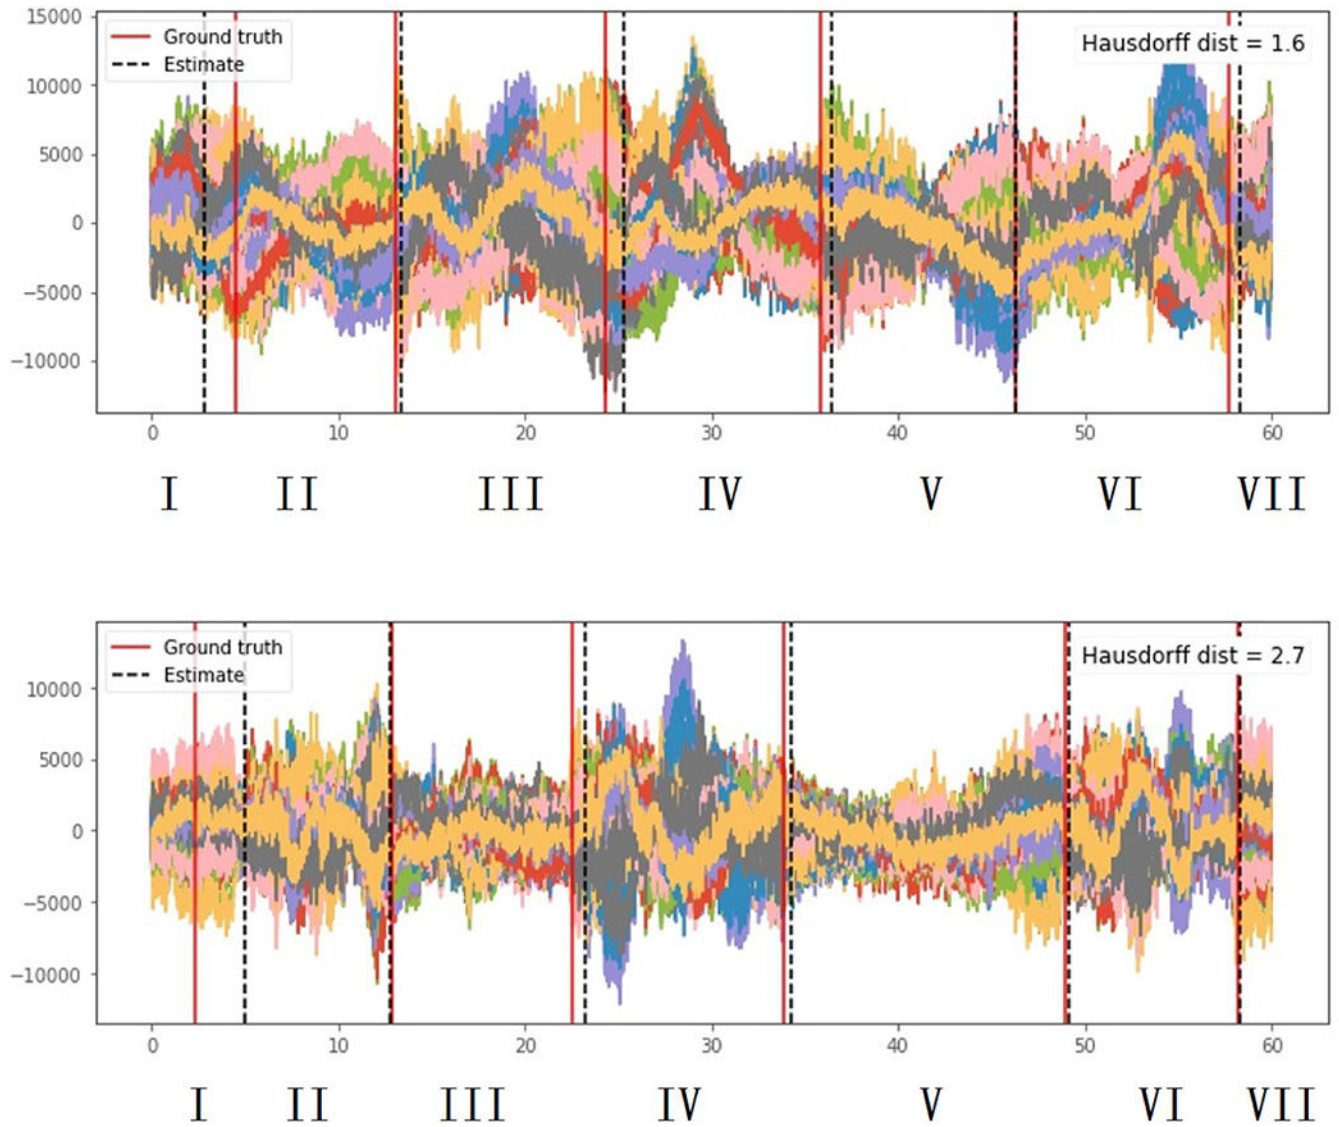 15000
Ground truth
Estimate
Hausdorff dist = 1.6
10000
5000
0
−5000
−10000
0 10 20 30 40 50 60
I II III IV V VI VII
Ground truth
Estimate
Hausdorff dist = 2.7
10000
5000
0
−5000
−10000
0 10 20 30 40 50 60
I II III IV V VI VII